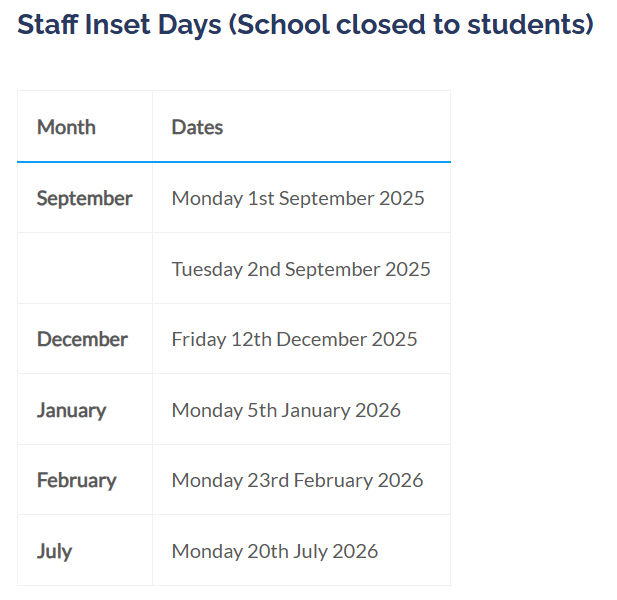 Staff Inset Days (School closed to students)
Month Dates
September Monday 1st September 2025
Tuesday 2nd September 2025
December Friday 12th December 2025
January Monday 5th January 2026
February Monday 23rd February 2026
July Monday 20th July 2026